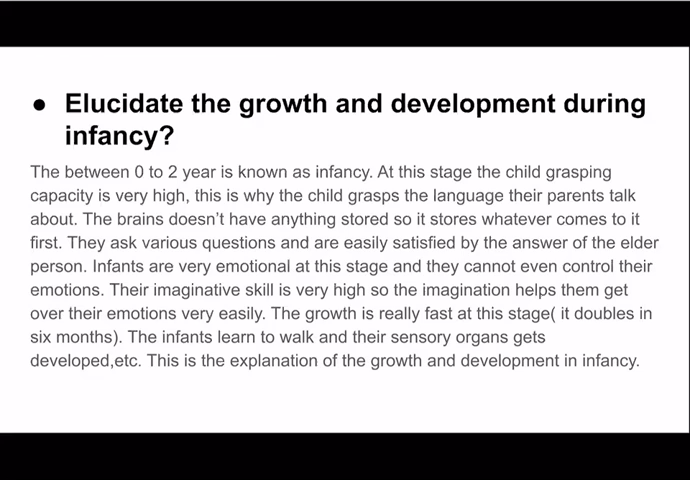 ● Elucidate the growth and development during
infancy?
The between 0 to 2 year is known as infancy. At this stage the child grasping
capacity is very high, this is why the child grasps the language their parents talk
about. The brains doesn’t have anything stored so it stores whatever comes to it
first. They ask various questions and are easily satisfied by the answer of the elder
person. Infants are very emotional at this stage and they cannot even control their
emotions. Their imaginative skill is very high so the imagination helps them get
over their emotions very easily. The growth is really fast at this stage( it doubles in
six months). The infants learn to walk and their sensory organs gets
developed,etc. This is the explanation of the growth and development in infancy.